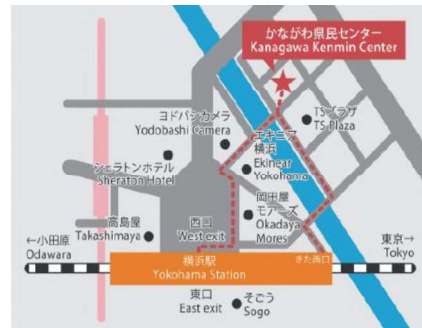 かながわ県民センター
Kanagawa Kenmin Center
ヨドバシカメラ
Yodobashi Camera
TSプラザ
TS Plaza
エキニア
横浜
Ekinear
Yokohama
シェラトンホテル
Sheraton Hotel
岡田屋
モアーズ
Okadaya
Mores
高島屋
Takashimaya
西口
West exit
←小田原
Odawara
東京→
Tokyo
横浜駅
Yokohama Station
きた西口
東口
East exit
そごう
Sogo